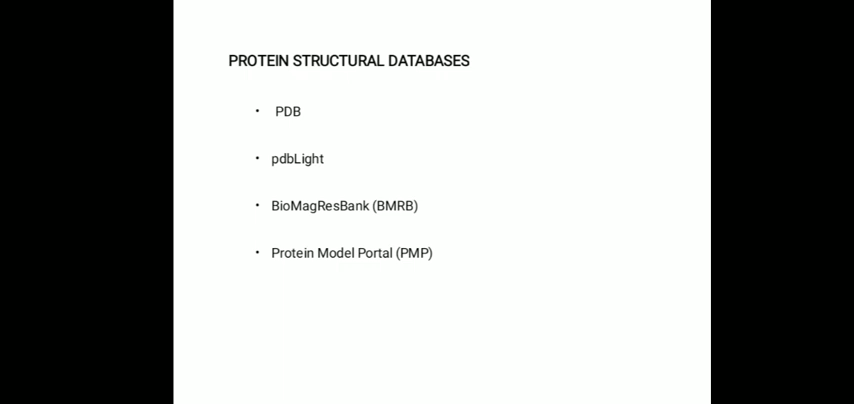 PROTEIN STRUCTURAL DATABASES
• PDB
• pdbLight
• BioMagResBank (BMRB)
• Protein Model Portal (PMP)